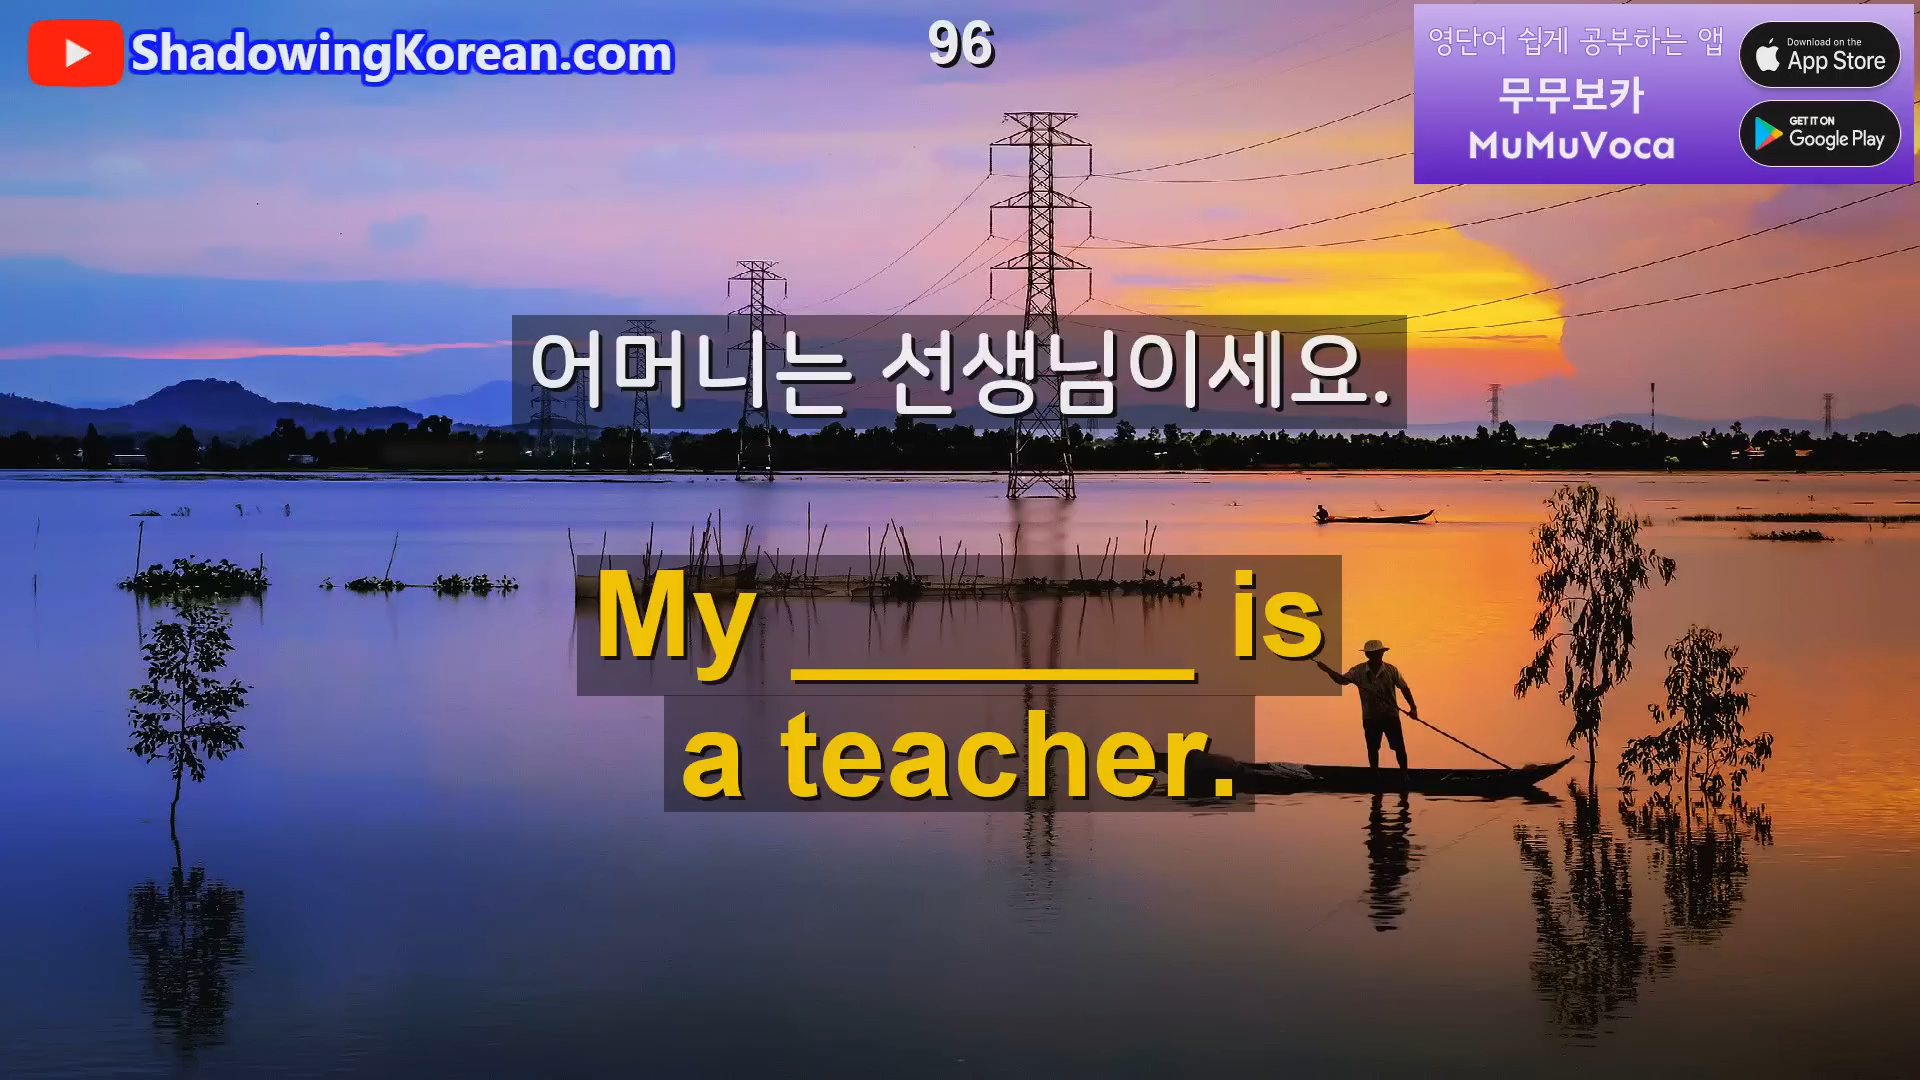 ShadowingKorean.com
96
영단어 쉽게 공부하는 앱
무무보카
MuMuVoca
Download on the
App Store
GET IT ON
Google Play
어머니는 선생님이세요.
My ______ is
a teacher.